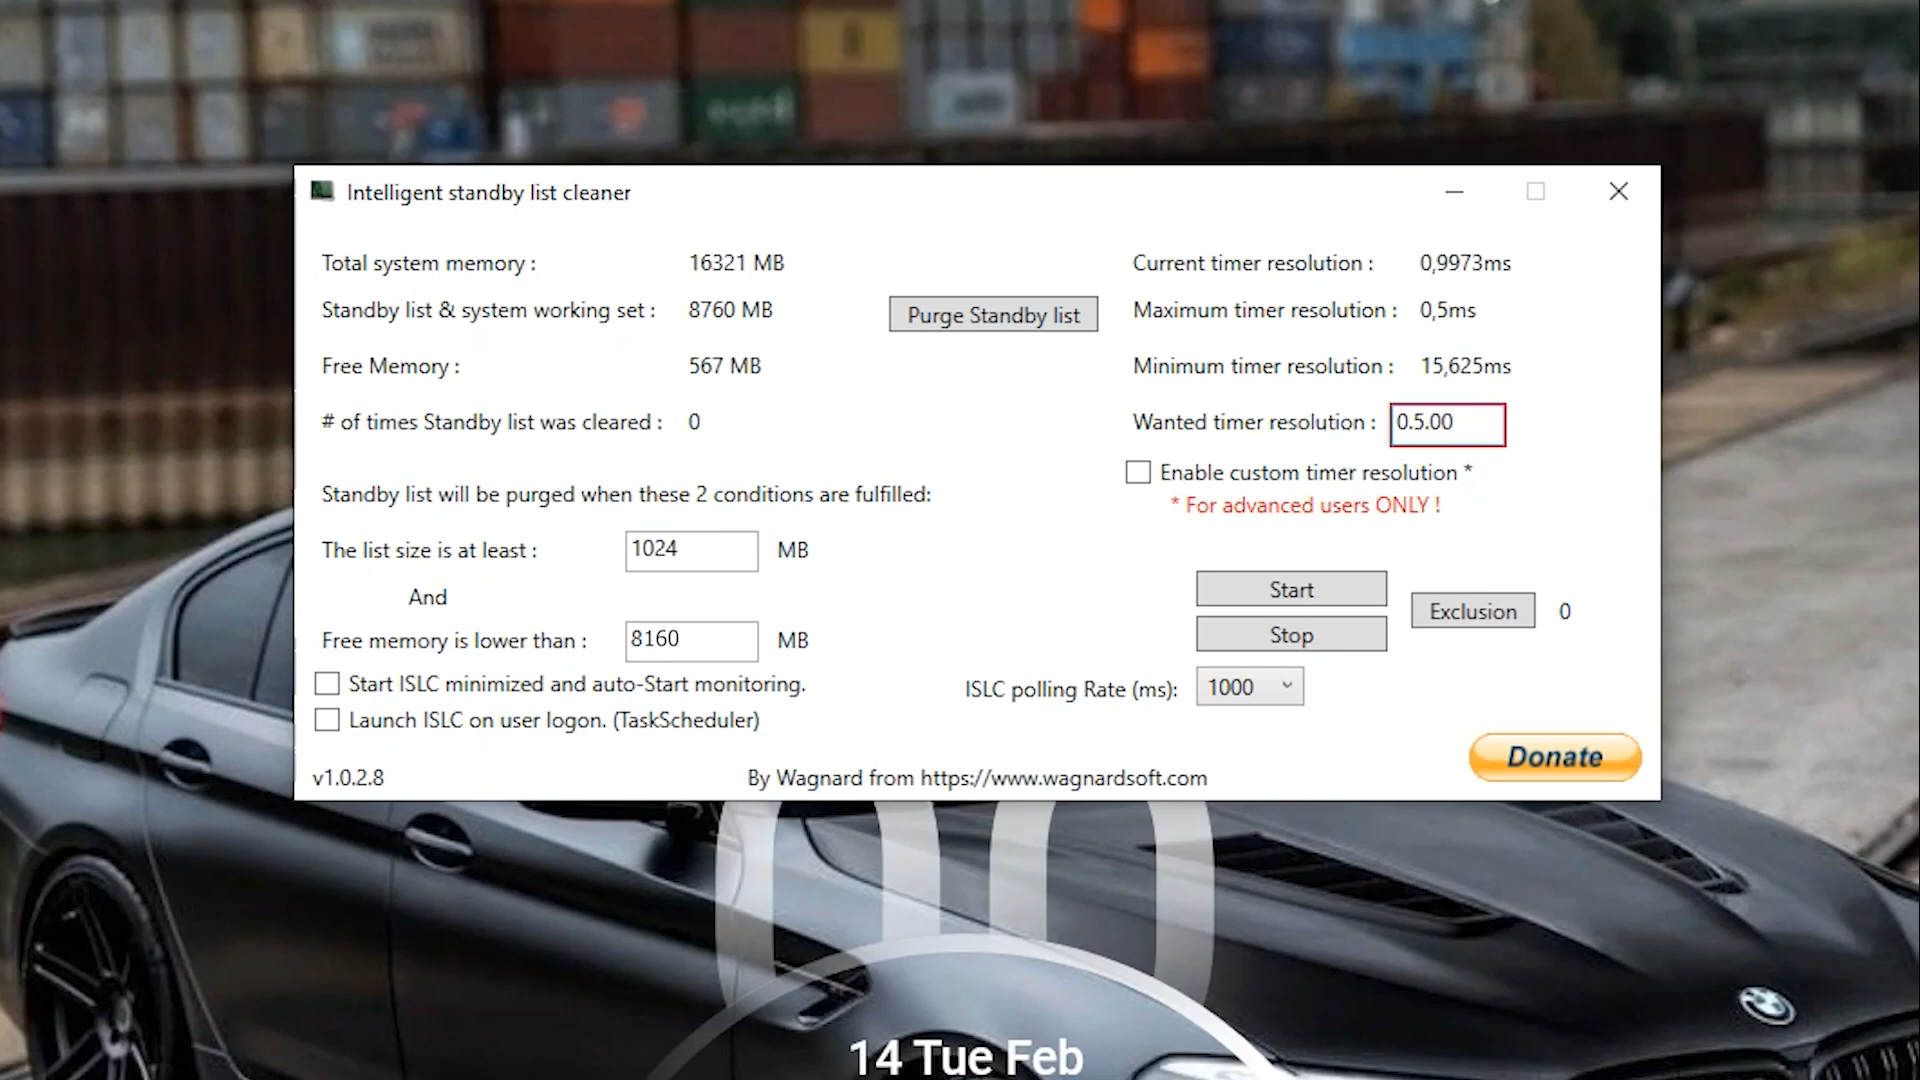 Intelligent standby list cleaner
Total system memory : 16321 MB
Standby list & system working set : 8760 MB
Purge Standby list
Free Memory : 567 MB
# of times Standby list was cleared : 0
Current timer resolution : 0,9973ms
Maximum timer resolution : 0,5ms
Minimum timer resolution : 15,625ms
Wanted timer resolution : 0.5.00
Enable custom timer resolution *
* For advanced users ONLY !
Standby list will be purged when these 2 conditions are fulfilled:
The list size is at least : 1024 MB
And
Free memory is lower than : 8160 MB
Start ISLC minimized and auto-Start monitoring.
Launch ISLC on user logon. (TaskScheduler)
Start
Stop
Exclusion 0
ISLC polling Rate (ms): 1000
Donate
v1.0.2.8
By Wagnard from https://www.wagnardsoft.com
14 Tue Feb